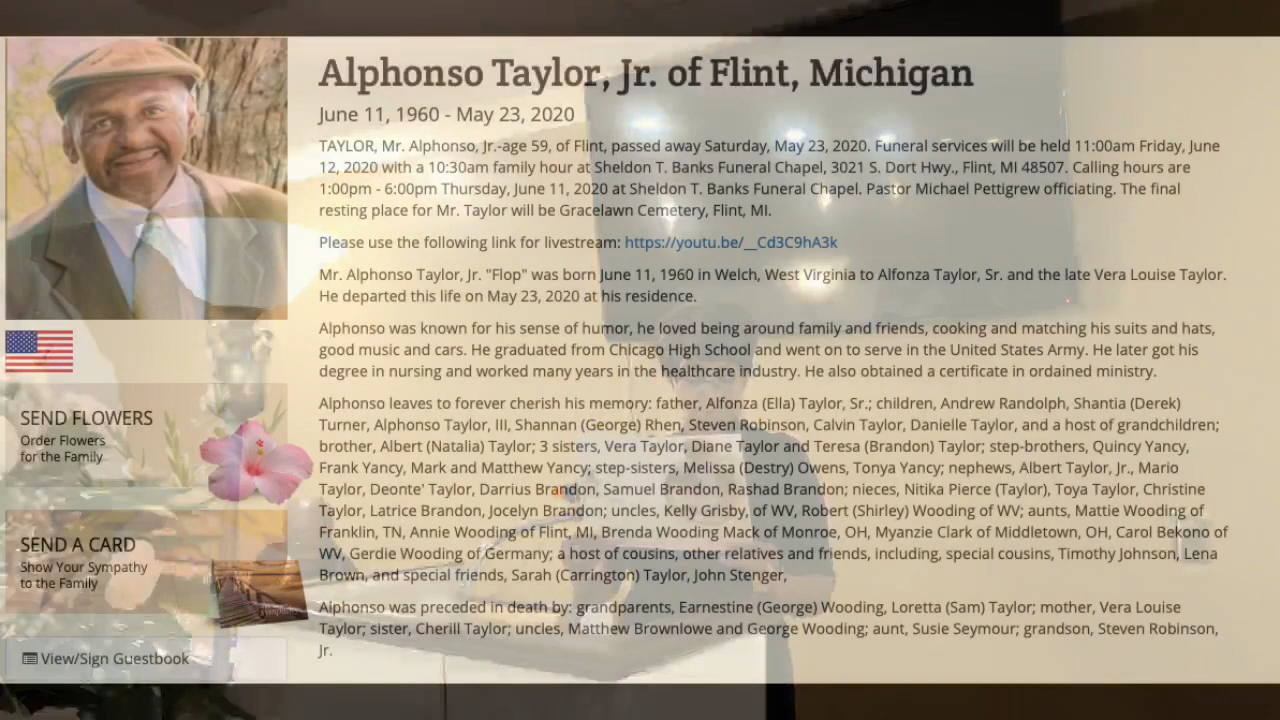 Alphonso Taylor, Jr. of Flint, Michigan
June 11, 1960 - May 23, 2020
TAYLOR, Mr. Alphonso, Jr.-age 59, of Flint, passed away Saturday, May 23, 2020. Funeral services will be held 11:00am Friday, June
12, 2020 with a 10:30am family hour at Sheldon T. Banks Funeral Chapel, 3021 S. Dort Hwy., Flint, MI 48507. Calling hours are
1:00pm - 6:00pm Thursday, June 11, 2020 at Sheldon T. Banks Funeral Chapel. Pastor Michael Pettigrew officiating. The final
resting place for Mr. Taylor will be Gracelawn Cemetery, Flint, MI.
Please use the following link for livestream: https://youtu.be/__Cd3C9hA3k
Mr. Alphonso Taylor, Jr. "Flop" was born June 11, 1960 in Welch, West Virginia to Alfonza Taylor, Sr. and the late Vera Louise Taylor.
He departed this life on May 23, 2020 at his residence.
Alphonso was known for his sense of humor, he loved being around family and friends, cooking and matching his suits and hats,
good music and cars. He graduated from Chicago High School and went on to serve in the United States Army. He later got his
degree in nursing and worked many years in the healthcare industry. He also obtained a certificate in ordained ministry.
Alphonso leaves to forever cherish his memory: father, Alfonza (Ella) Taylor, Sr.; children, Andrew Randolph, Shantia (Derek)
Turner, Alphonso Taylor, III, Shannan (George) Rhen, Steven Robinson, Calvin Taylor, Danielle Taylor, and a host of grandchildren;
brother, Albert (Natalia) Taylor; 3 sisters, Vera Taylor, Diane Taylor and Teresa (Brandon) Taylor; step-brothers, Quincy Yancy,
Frank Yancy, Mark and Matthew Yancy; step-sisters, Melissa (Destry) Owens, Tonya Yancy; nephews, Albert Taylor, Jr., Mario
Taylor, Deonte' Taylor, Darrius Brandon, Samuel Brandon, Rashad Brandon; nieces, Nitika Pierce (Taylor), Toya Taylor, Christine
Taylor, Latrice Brandon, Jocelyn Brandon; uncles, Kelly Grisby, of WV, Robert (Shirley) Wooding of WV; aunts, Mattie Wooding of
Franklin, TN, Annie Wooding of Flint, MI, Brenda Wooding Mack of Monroe, OH, Myanzie Clark of Middletown, OH, Carol Bekono of
WV, Gerdie Wooding of Germany; a host of cousins, other relatives and friends, including, special cousins, Timothy Johnson, Lena
Brown, and special friends, Sarah (Carrington) Taylor, John Stenger,
Alphonso was preceded in death by: grandparents, Earnestine (George) Wooding, Loretta (Sam) Taylor; mother, Vera Louise
Taylor; sister, Cherill Taylor; uncles, Matthew Brownlowe and George Wooding; aunt, Susie Seymour; grandson, Steven Robinson,
Jr.
SEND FLOWERS
Order Flowers
for the Family
SEND A CARD
Show Your Sympathy
to the Family
View/Sign Guestbook